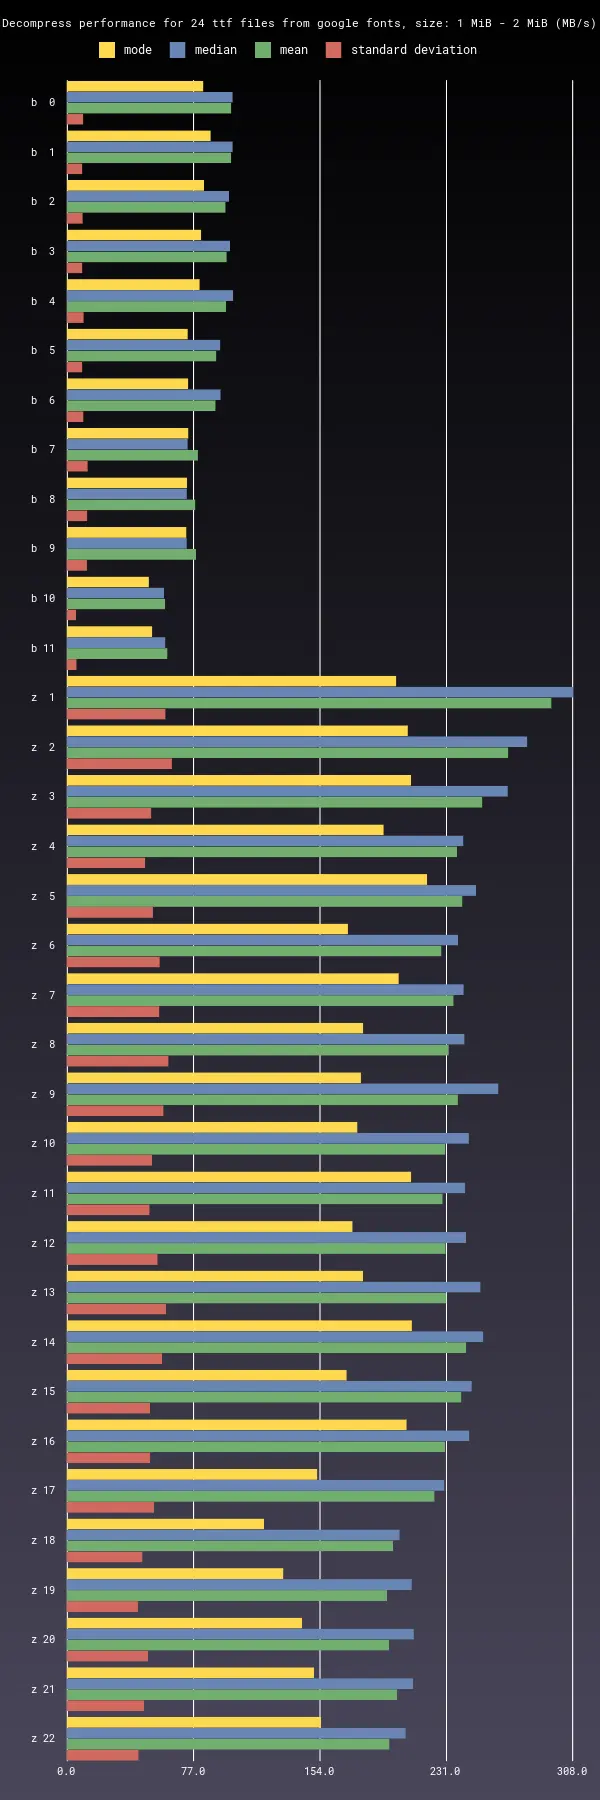 Decompress performance for 24 ttf files from google fonts, size: 1 MiB - 2 MiB (MB/s)
mode median mean standard deviation
b 0
b 1
b 2
b 3
b 4
b 5
b 6
b 7
b 8
b 9
b 10
b 11
z 1
z 2
z 3
z 4
z 5
z 6
z 7
z 8
z 9
z 10
z 11
z 12
z 13
z 14
z 15
z 16
z 17
z 18
z 19
z 20
z 21
z 22
0.0 77.0 154.0 231.0 308.0